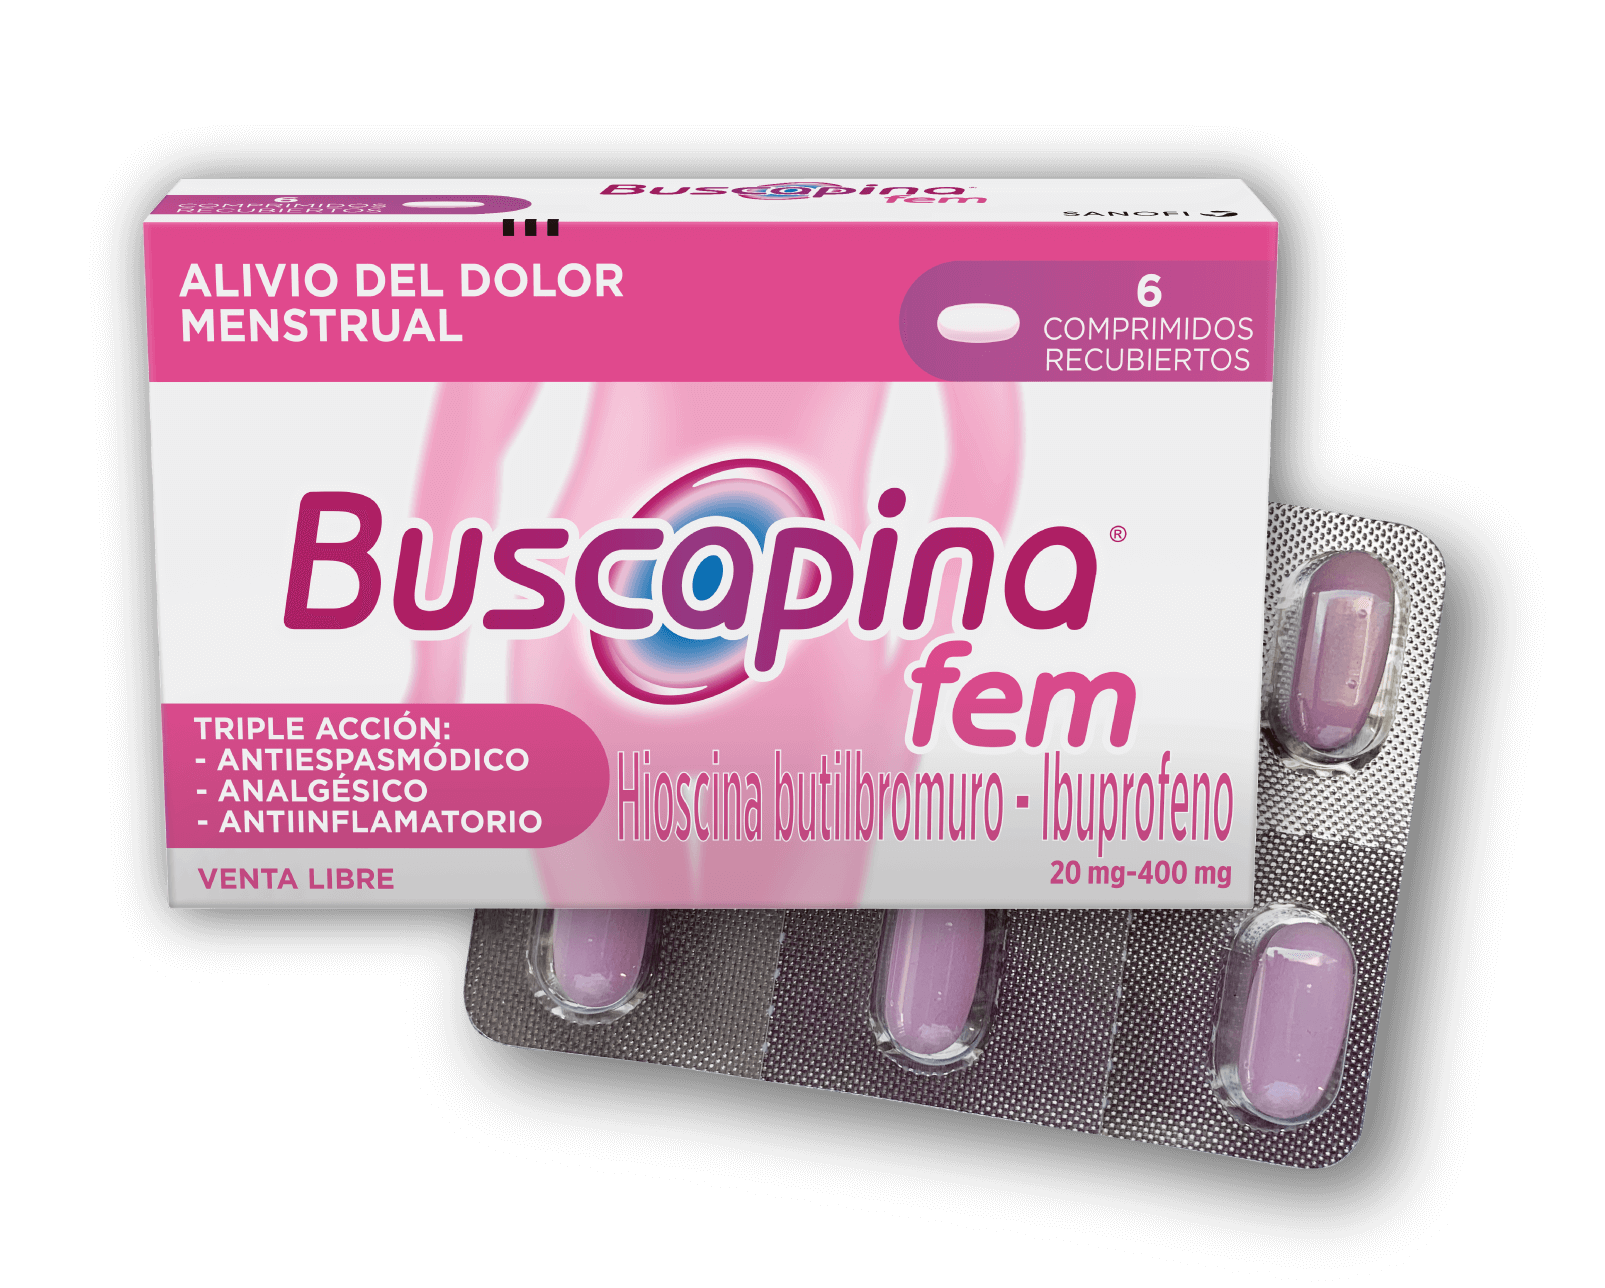 6
COMPRIMIDOS
RECUBIERTOS
Buscapina
fem
SANOFI
ALIVIO DEL DOLOR
MENSTRUAL
6
COMPRIMIDOS
RECUBIERTOS
Buscapina®
fem
TRIPLE ACCIÓN:
- ANTIESPASMÓDICO
- ANALGÉSICO
- ANTIINFLAMATORIO
Hioscina butilbromuro - Ibuprofeno
20 mg-400 mg
VENTA LIBRE